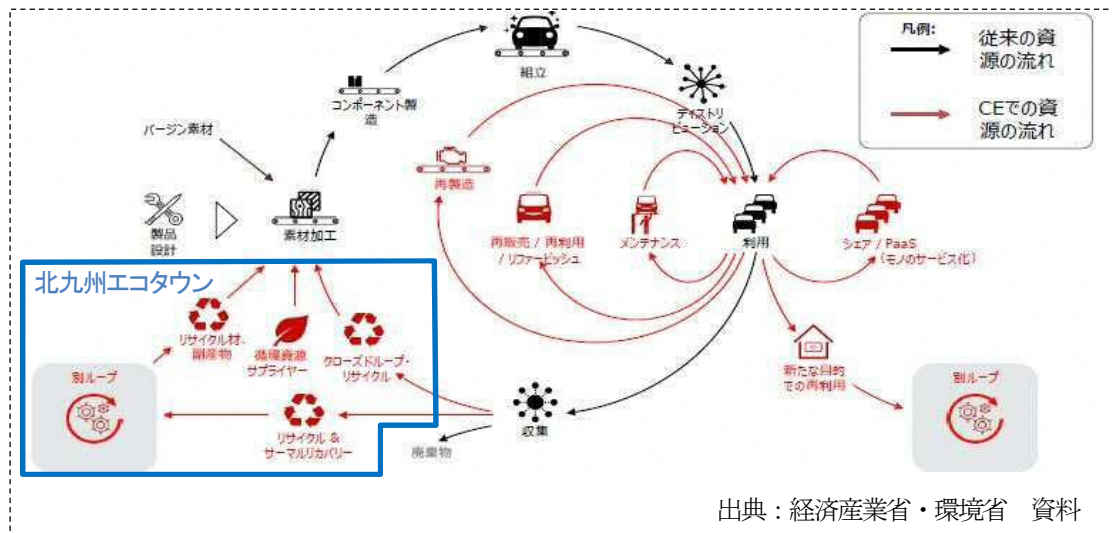 凡例:
従来の資
源の流れ
CEでの資
源の流れ
組立
コンポーネント製
造
ディストリ
ビューション
バージン素材
再製造
製品
設計
素材加工
再販売 / 再利用
/ リファービッシュ
メンテナンス
利用
シェア / PaaS
(モノのサービス化)
北九州エコタウン
リサイクル材、
副産物
循環資源
サプライヤー
クローズドループ・
リサイクル
新たな目的
での再利用
別ループ
別ループ
リサイクル &
サーマルリカバリー
収集
廃棄物
出典:経済産業省・環境省 資料